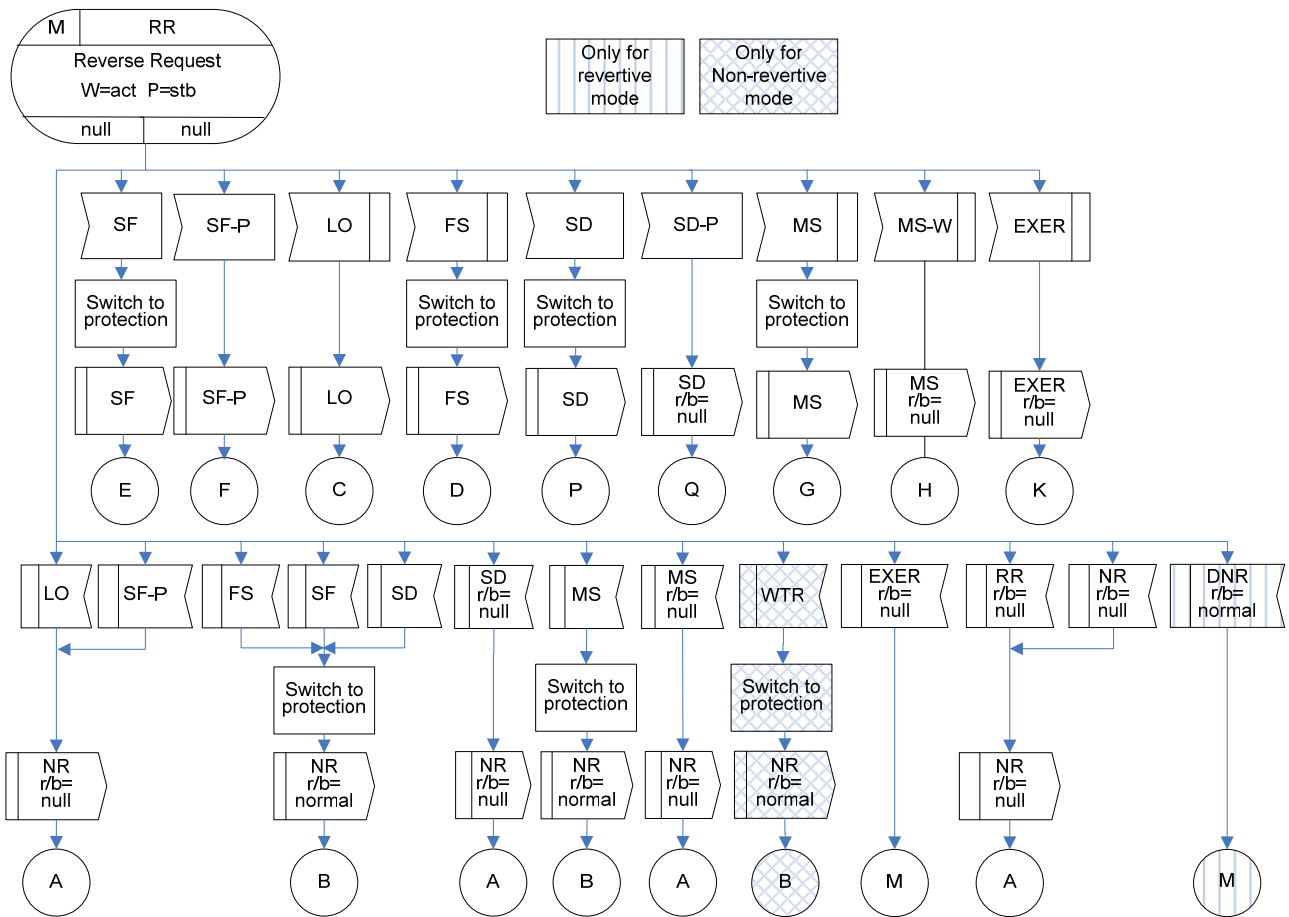 M RR
Reverse Request
W=act P=stb
null null
Only for
revertive
mode
Only for
Non-revertive
mode
SF SF-P LO FS SD SD-P MS MS-W EXER
Switch to
protection
Switch to
protection
Switch to
protection
Switch to
protection
SF
SF-P
LO
FS
SD
SD
r/b=
null
MS
MS
r/b=
null
EXER
r/b=
null
E F C D P Q G H K
LO
SF-P
FS
SF
SD
SD
r/b=
null
MS
MS
r/b=
null
WTR
EXER
r/b=
null
RR
r/b=
null
NR
r/b=
null
DNR
r/b=
normal
Switch to
protection
Switch to
protection
Switch to
protection
NR
r/b=
null
NR
r/b=
normal
NR
r/b=
null
NR
r/b=
normal
NR
r/b=
null
NR
r/b=
normal
NR
r/b=
null
A B A B A B M A M